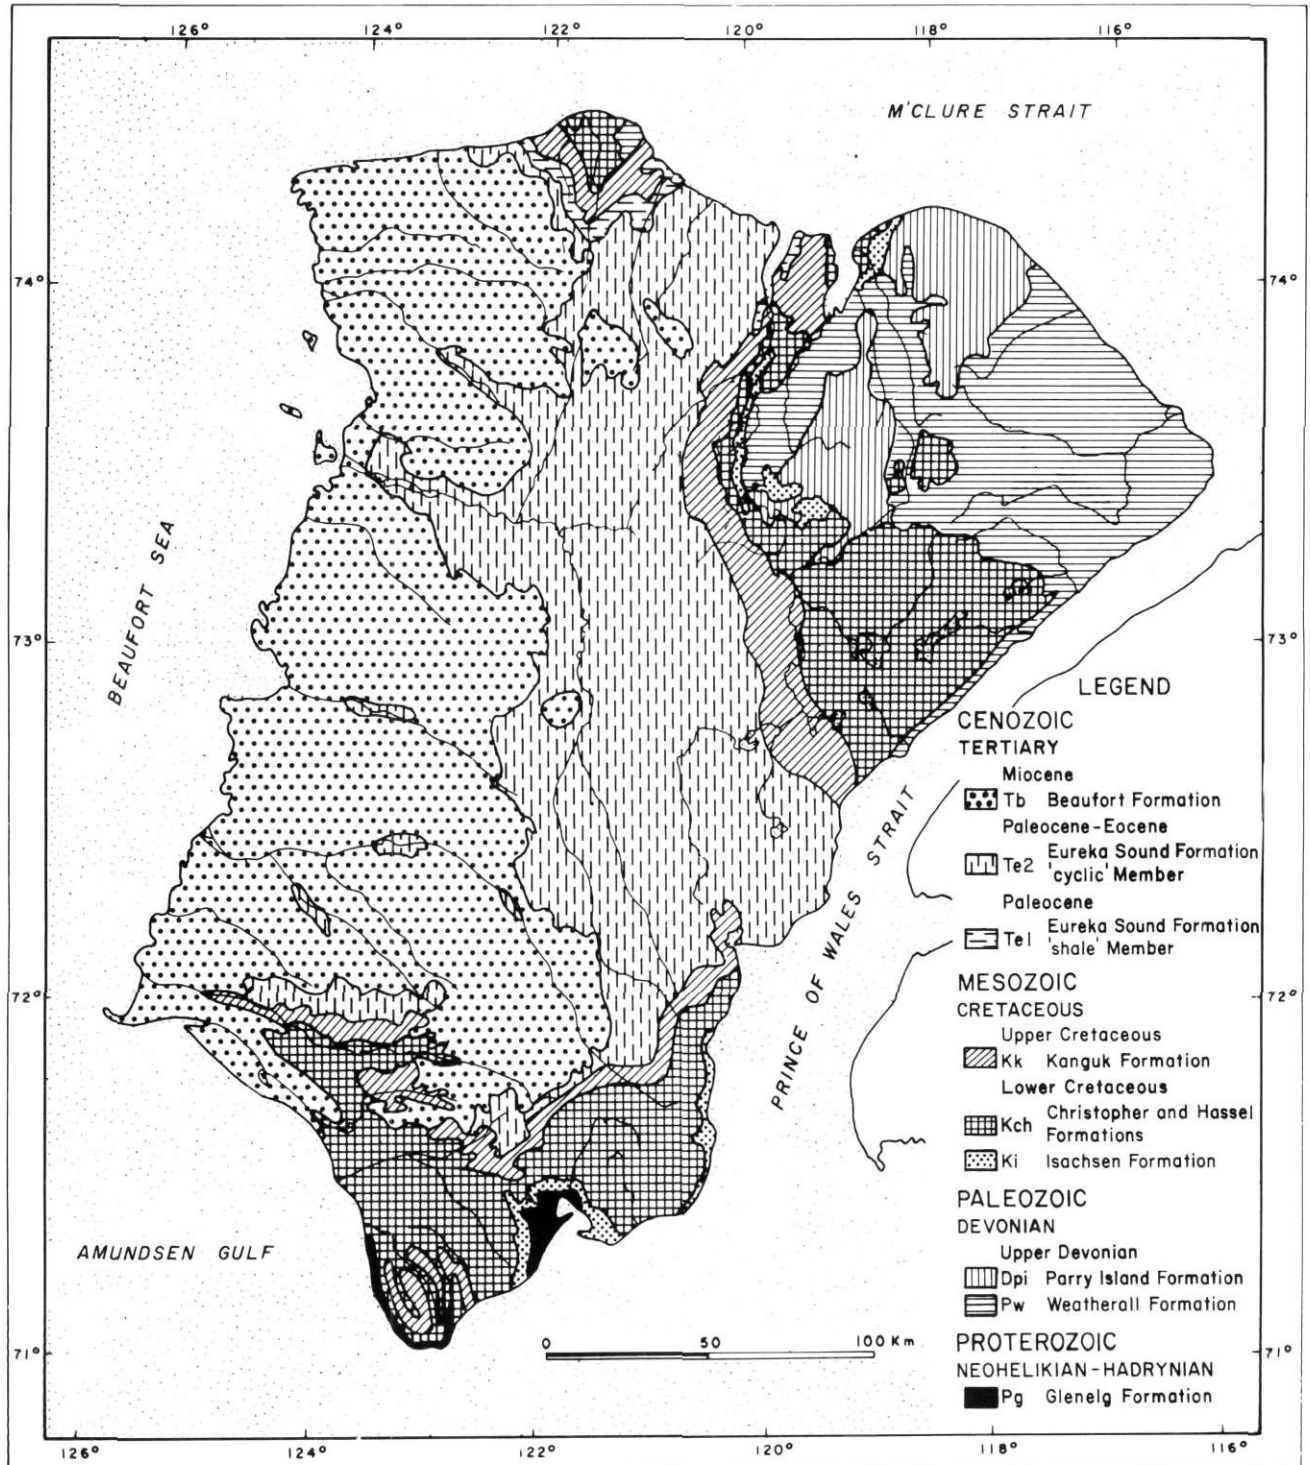 126° 124° 122° 120° 118° 116°
M'CLURE STRAIT
74° 74°
BEAUFORT SEA
73° 73°
LEGEND
CENOZOIC
TERTIARY
Miocene
Tb Beaufort Formation
Paleocene-Eocene
Te2 Eureka Sound Formation
'cyclic' Member
Paleocene
Te1 Eureka Sound Formation
'shale' Member
PRINCE OF WALES STRAIT
72° 72°
MESOZOIC
CRETACEOUS
Upper Cretaceous
Kk Kanguk Formation
Lower Cretaceous
Kch Christopher and Hassel
Formations
Ki Isachsen Formation
PALEOZOIC
DEVONIAN
Upper Devonian
Dpi Parry Island Formation
Pw Weatherall Formation
AMUNDSEN GULF
PROTEROZOIC
NEOHELIKIAN-HADRYNIAN
Pg Glenelg Formation
0 50 100 Km
71° 71°
126° 124° 122° 120° 118° 116°